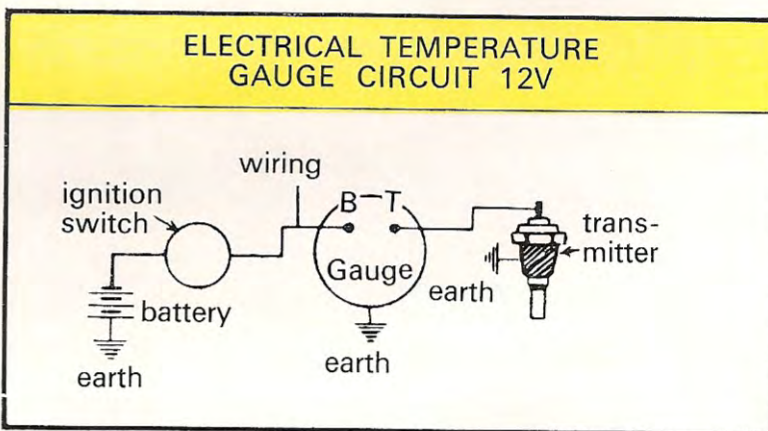 ELECTRICAL TEMPERATURE
GAUGE CIRCUIT 12V
wiring
ignition
switch
B-T
Gauge
trans-
mitter
earth
battery
earth
earth